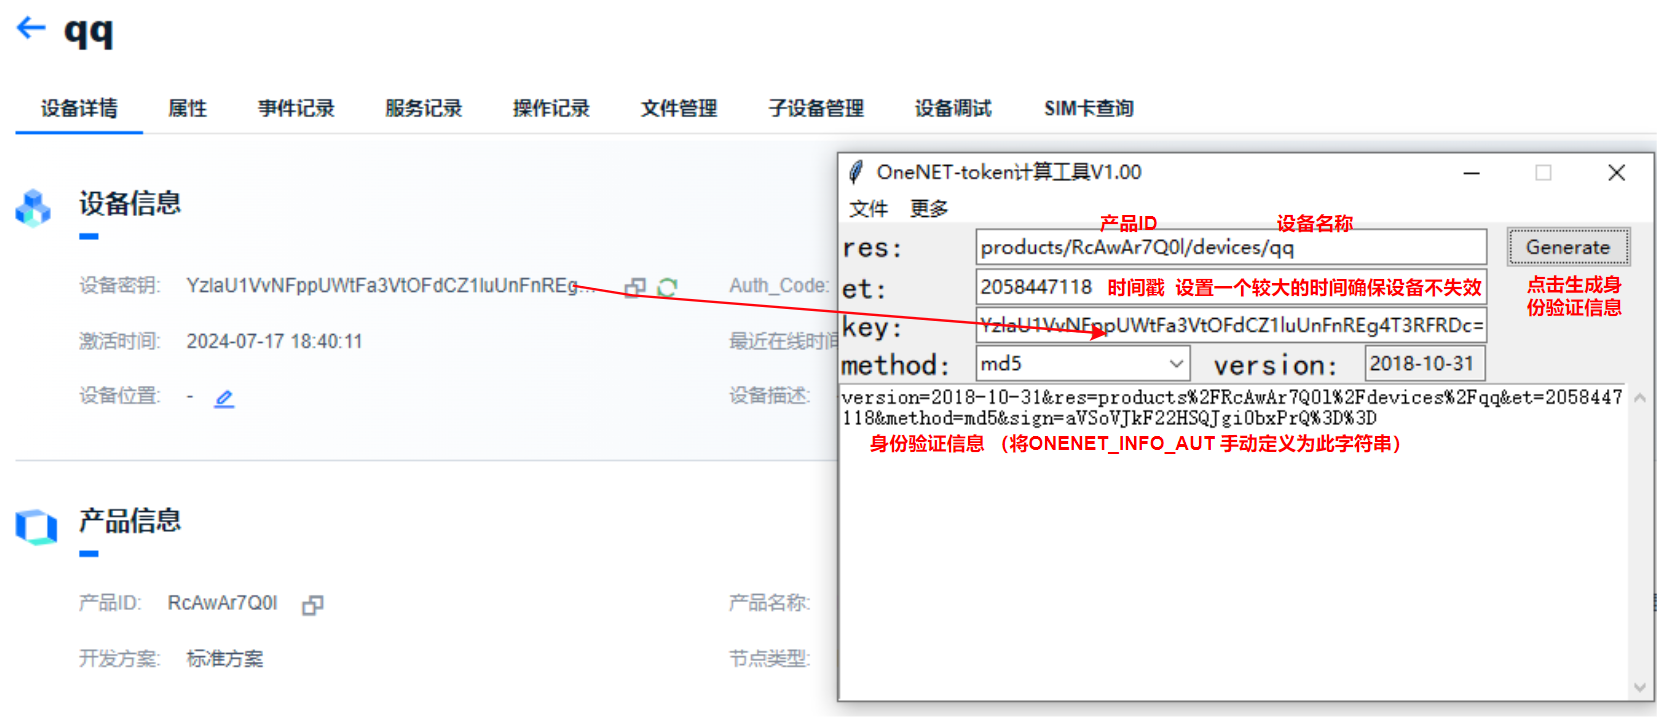 qq
设备详情 属性 事件记录 服务记录 操作记录 文件管理 子设备管理 设备调试 SIM卡查询
设备信息
设备密钥: YzlaU1VvNFppUWtFa3VtOFdCZ1luUnFnREg... Auth_Code:
激活时间: 2024-07-17 18:40:11 最近在线时间
设备位置: - 设备描述:
产品信息
产品ID: RcAwAr7Q0l 产品名称:
开发方案: 标准方案 节点类型:
OneNET-token计算工具V1.00
文件 更多
产品ID 设备名称
res: products/RcAwAr7Q0l/devices/qq Generate
et: 2058447118 时间戳 设置一个较大的时间确保设备不失效
点击生成身
份验证信息
key: YzlaU1VvNFppUWtFa3VtOFdCZ1luUnFnREg4T3RFRDc=
method: md5 version: 2018-10-31
version=2018-10-31&res=products%2FRcAwAr7Q0l%2Fdevices%2Fqq&et=2058447
118&method=md5&sign=aVSoVJkF22HSQJgiObxPrQ%3D%3D
身份验证信息 （将ONENET_INFO_AUT 手动定义为此字符串）